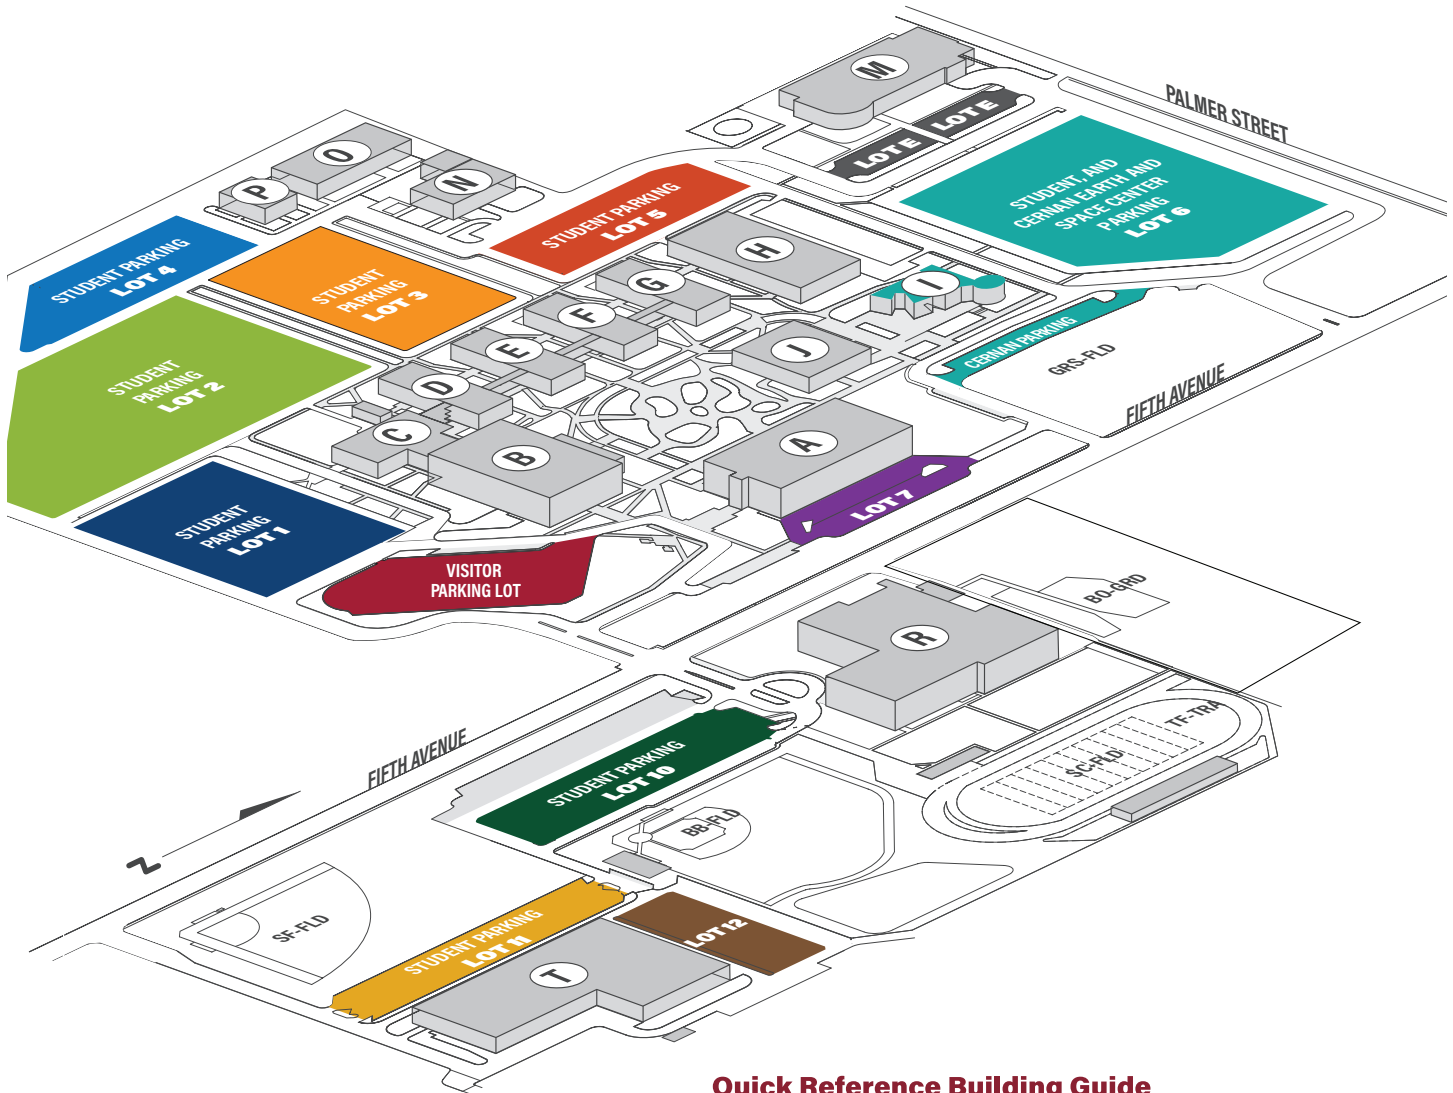 M
PALMER STREET
LOT E
LOT E
O
P
N
STUDENT, AND
CERNAN EARTH AND
SPACE CENTER
PARKING
LOT 6
STUDENT PARKING
LOT 5
STUDENT PARKING
LOT 4
STUDENT
PARKING
LOT 3
H
G
I
F
E
J
D
CERNAN PARKING
GRS-FLD
FIFTH AVENUE
STUDENT
PARKING
LOT 2
C
B
A
LOT 7
STUDENT
PARKING
LOT 1
VISITOR
PARKING LOT
BO-GRD
R
TF-TRA
SC-FLD
FIFTH AVENUE
STUDENT PARKING
LOT 10
BB-FLD
N
SF-FLD
STUDENT PARKING
LOT 11
LOT 12
T
Quick Reference Building Guide